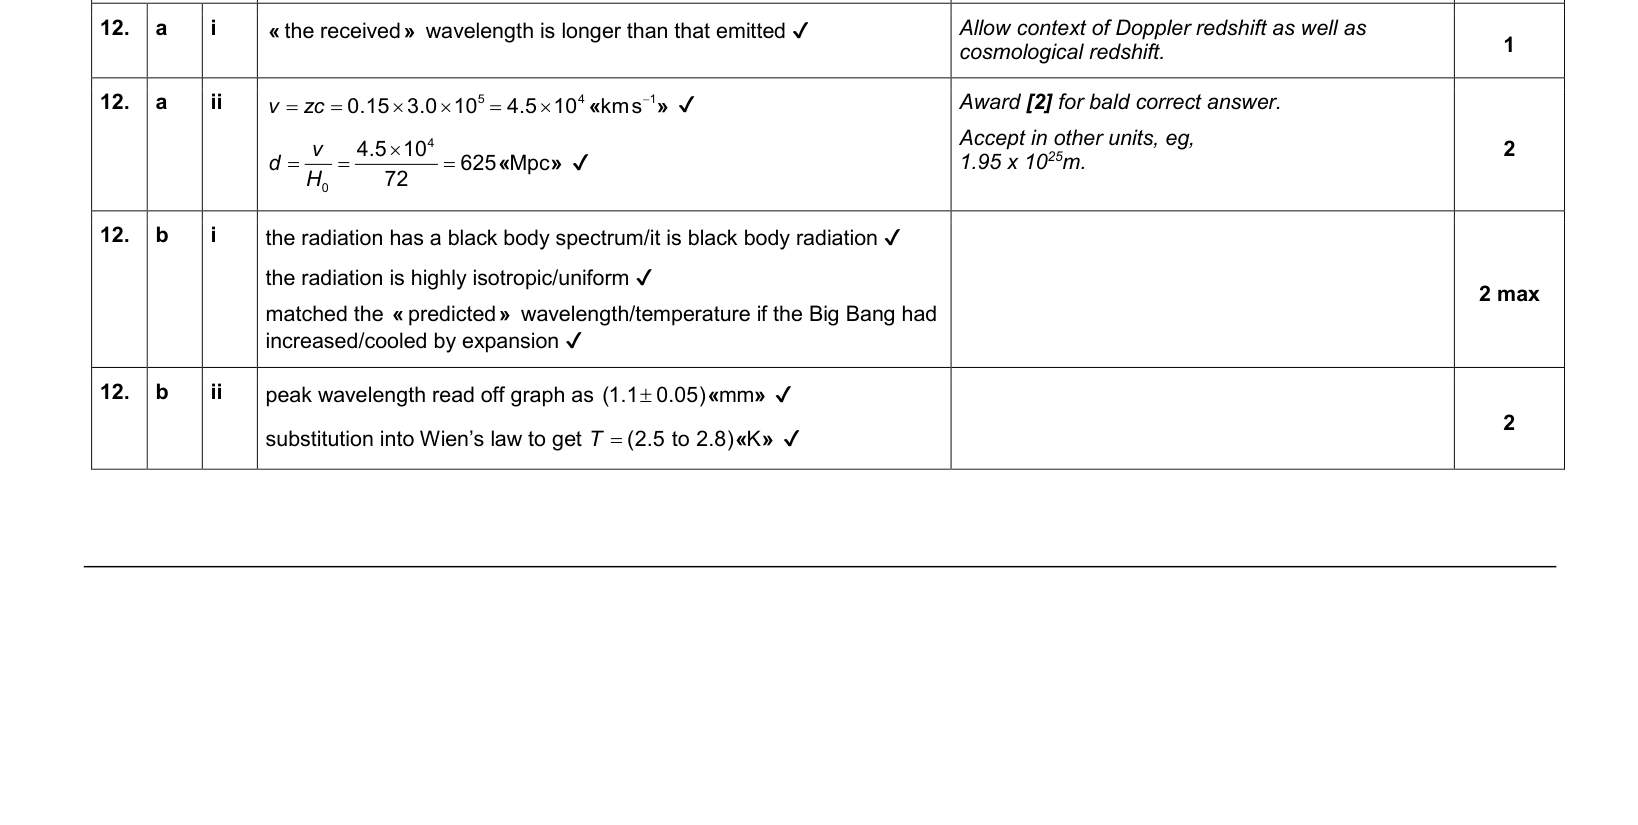 12. a i « the received » wavelength is longer than that emitted ✓ Allow context of Doppler redshift as well as
cosmological redshift. 1
12. a ii v = zc = 0.15 × 3.0 × 10⁵ = 4.5 × 10⁴ «km s⁻¹» ✓ Award [2] for bald correct answer.
d = v/H₀ = 4.5 × 10⁴/72 = 625 «Mpc» ✓ Accept in other units, eg,
1.95 x 10²⁵m. 2
12. b i the radiation has a black body spectrum/it is black body radiation ✓
the radiation is highly isotropic/uniform ✓
matched the « predicted » wavelength/temperature if the Big Bang had
increased/cooled by expansion ✓ 2 max
12. b ii peak wavelength read off graph as (1.1 ± 0.05) «mm» ✓
substitution into Wien’s law to get T = (2.5 to 2.8) «K» ✓ 2